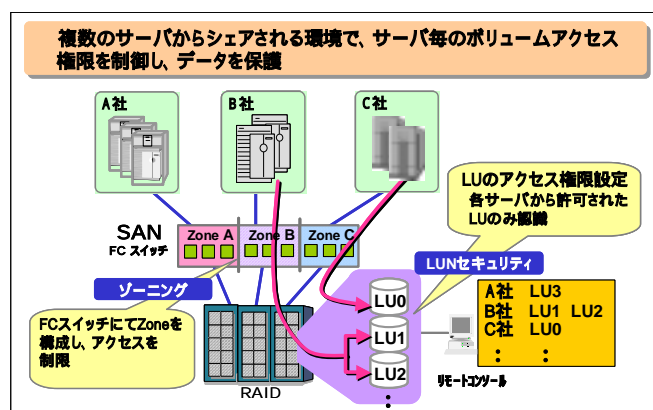 複数のサーバからシェアされる環境で、サーバ毎のボリュームアクセス
権限を制御し、データを保護
A社
B社
C社
LUのアクセス権限設定
各サーバから許可された
LUのみ認識
SAN
FC スイッチ
Zone A
Zone B
Zone C
ゾーニング
LUNセキュリティ
FCスイッチにてZoneを
構成し、アクセスを
制限
LU0
LU1
LU2
:
A社 LU3
B社 LU1 LU2
C社 LU0
: :
RAID
リモートコンソール